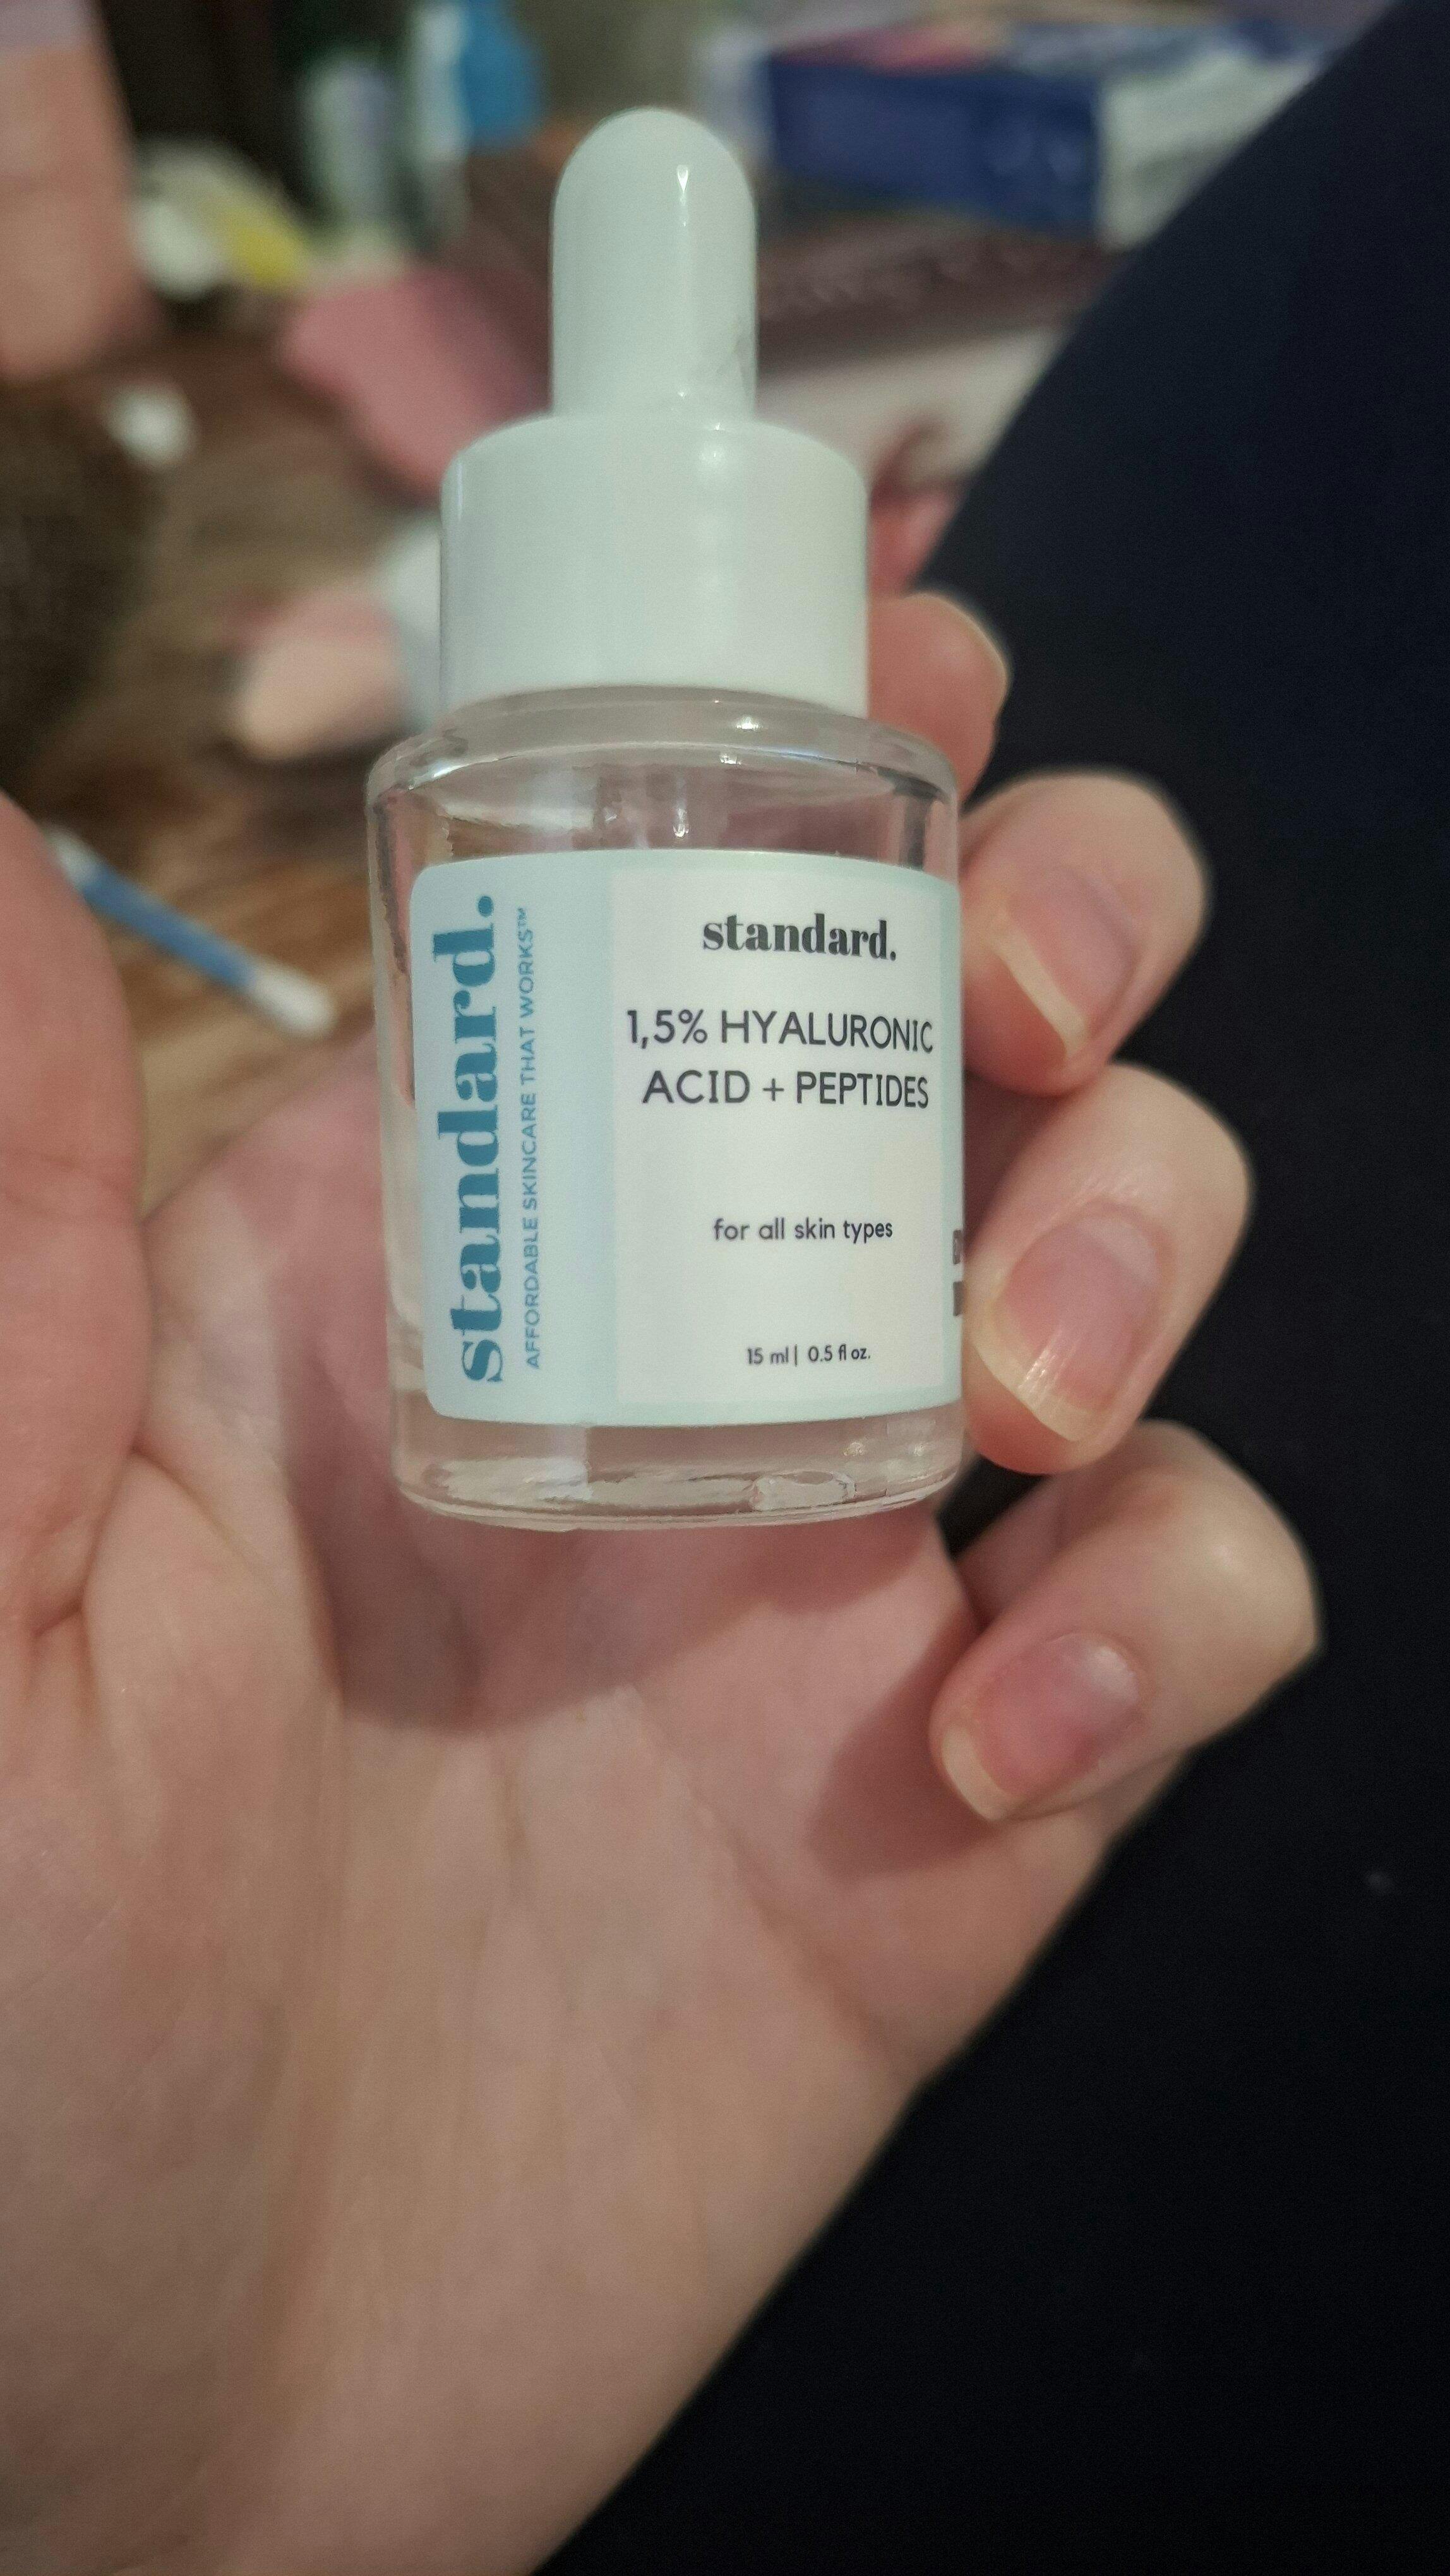 standard.
AFFORDABLE SKINCARE THAT WORKS™
standard.
1,5% HYALURONIC
ACID + PEPTIDES
for all skin types
15 ml | 0.5 fl oz.